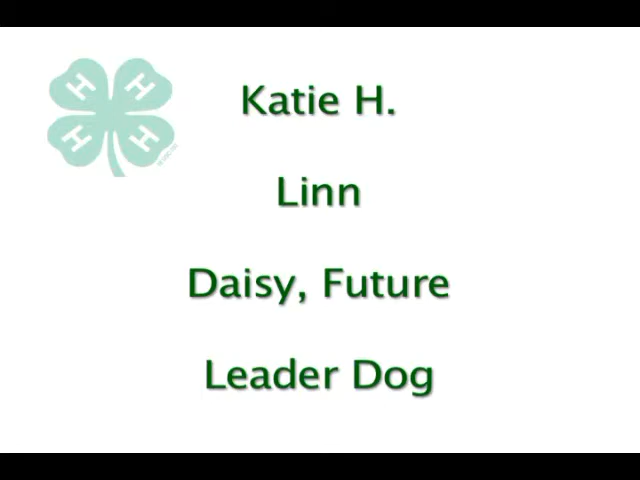 H H
H H
Katie H.
Linn
Daisy, Future
Leader Dog